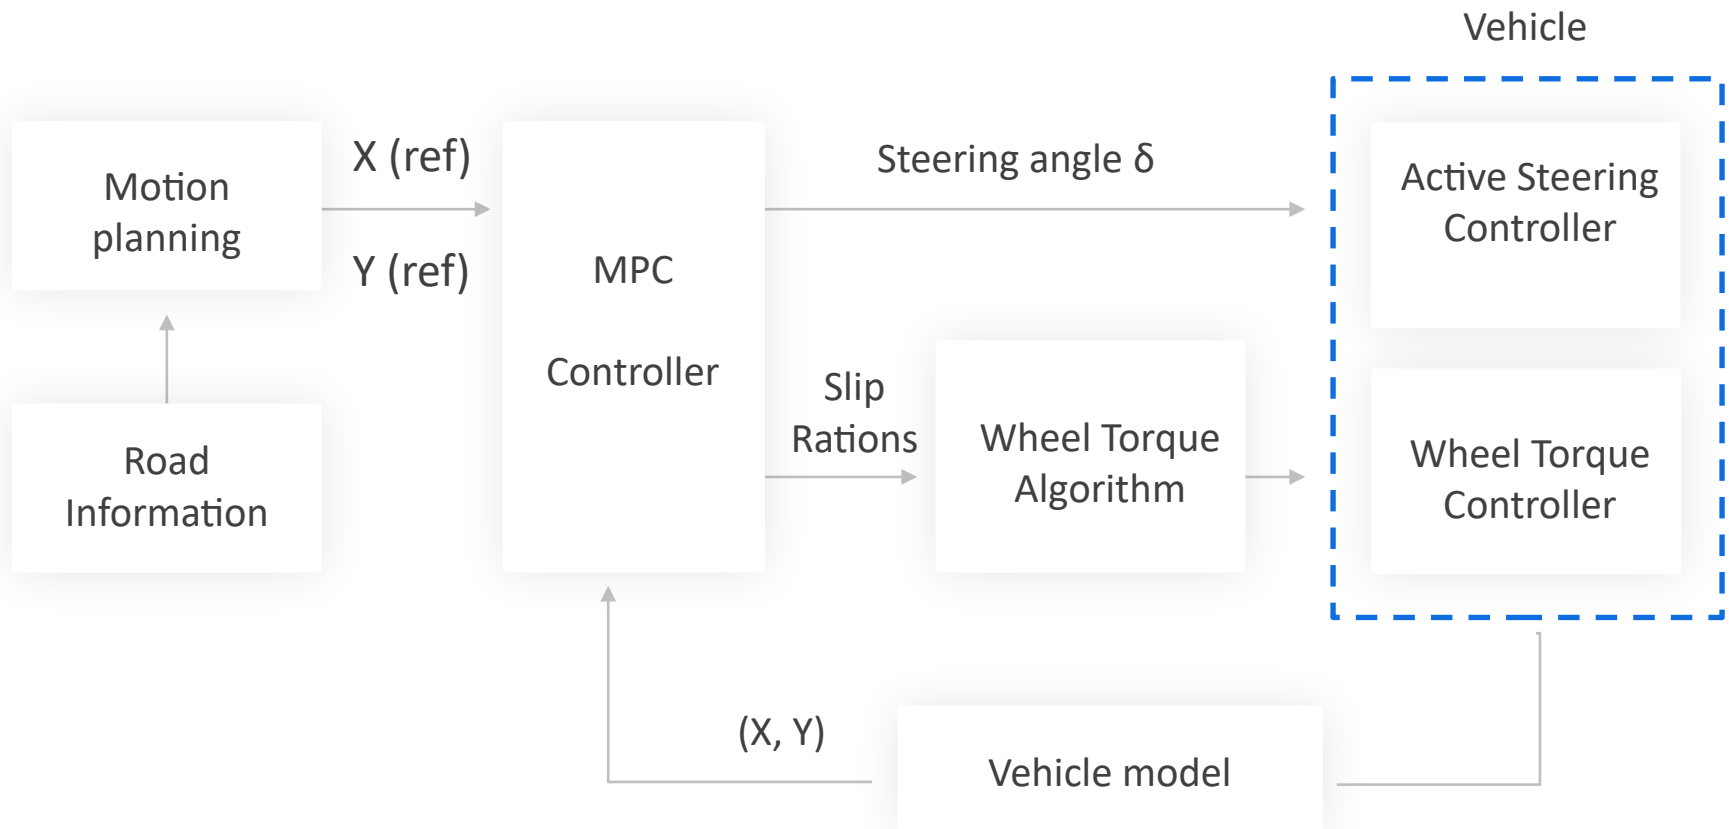 Vehicle
Motion
planning
X (ref)
Y (ref)
MPC
Controller
Steering angle δ
Active Steering
Controller
Road
Information
Slip
Rations
Wheel Torque
Algorithm
Wheel Torque
Controller
(X, Y)
Vehicle model